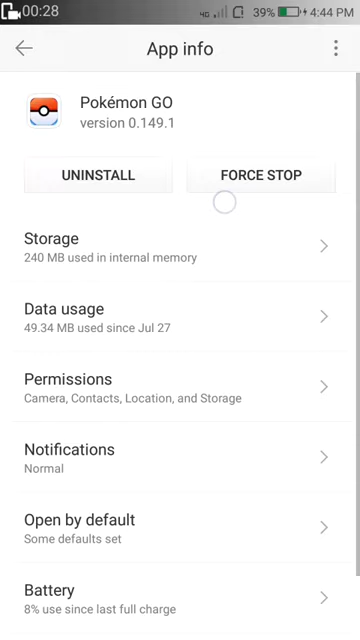 00:28 4G 39% 4:44 PM
App info
Pokémon GO
version 0.149.1
UNINSTALL FORCE STOP
Storage
240 MB used in internal memory
Data usage
49.34 MB used since Jul 27
Permissions
Camera, Contacts, Location, and Storage
Notifications
Normal
Open by default
Some defaults set
Battery
8% use since last full charge